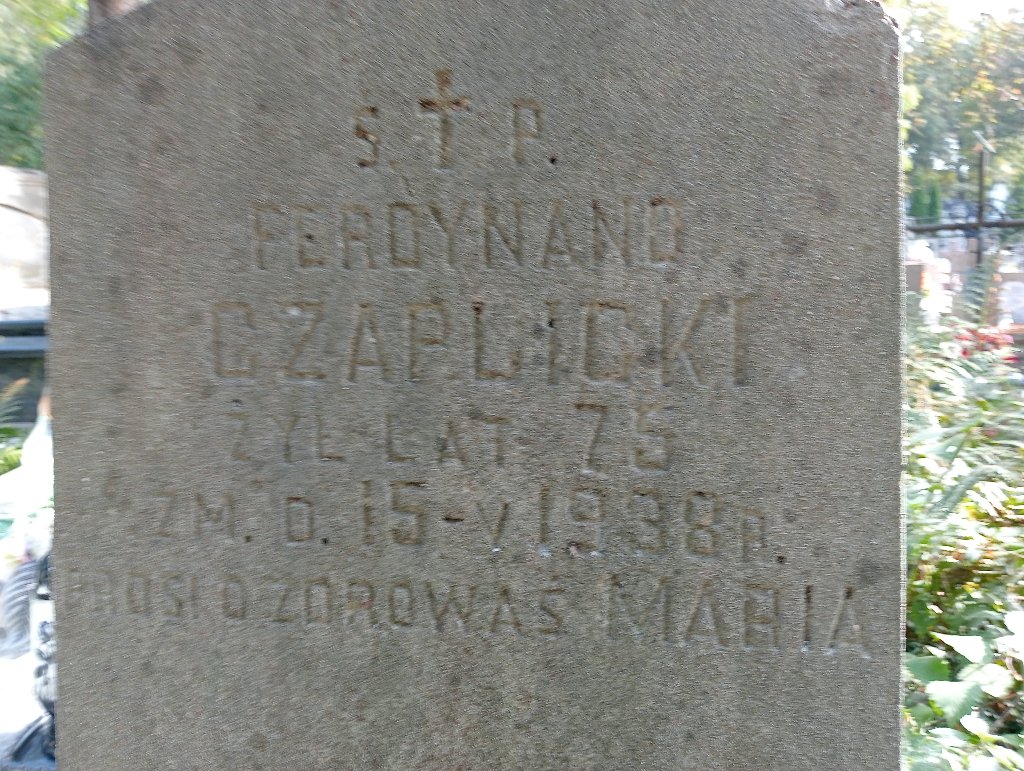 Ś. † P.
FERDYNAND
CZAPLICKI
ŻYŁ LAT 75
ZM. D. 15-V 1938 R.
PROSI O ZDROWAŚ MARIA